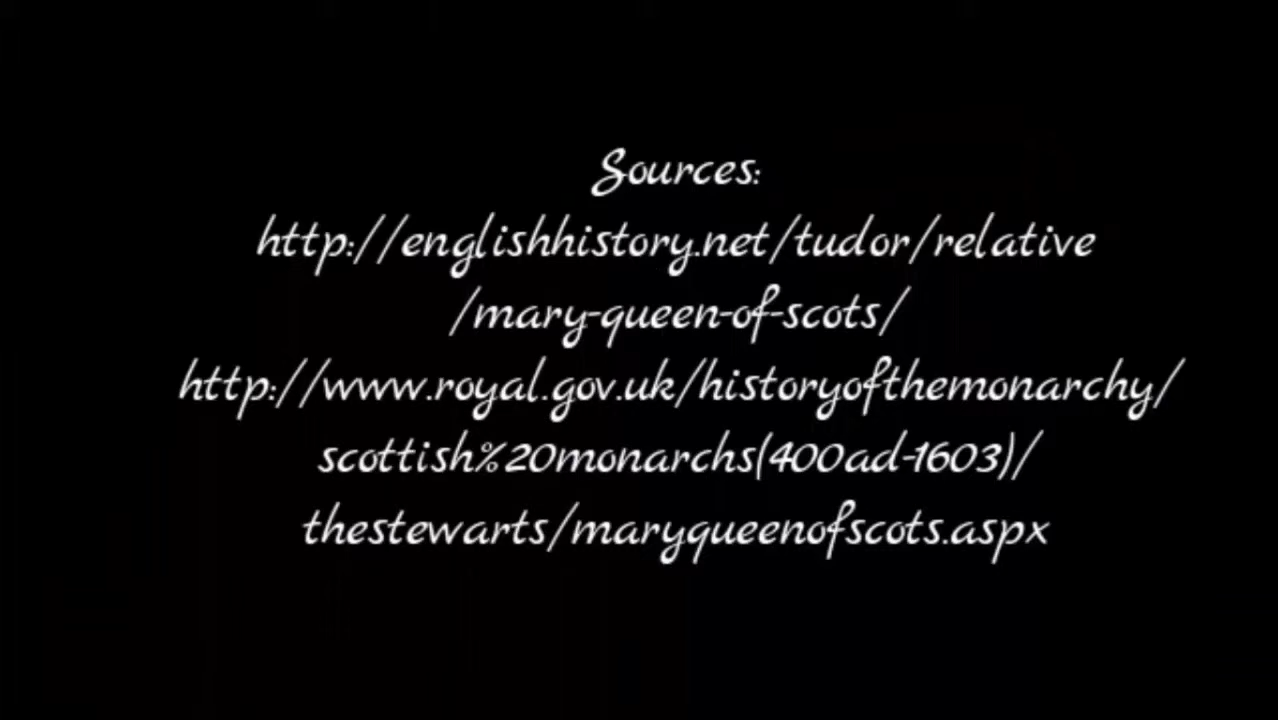 Sources:
http://englishhistory.net/tudor/relative
/mary-queen-of-scots/
http://www.royal.gov.uk/historyofthemonarchy/
scottish%20monarchs(400ad-1603)/
thestewarts/maryqueenofscots.aspx